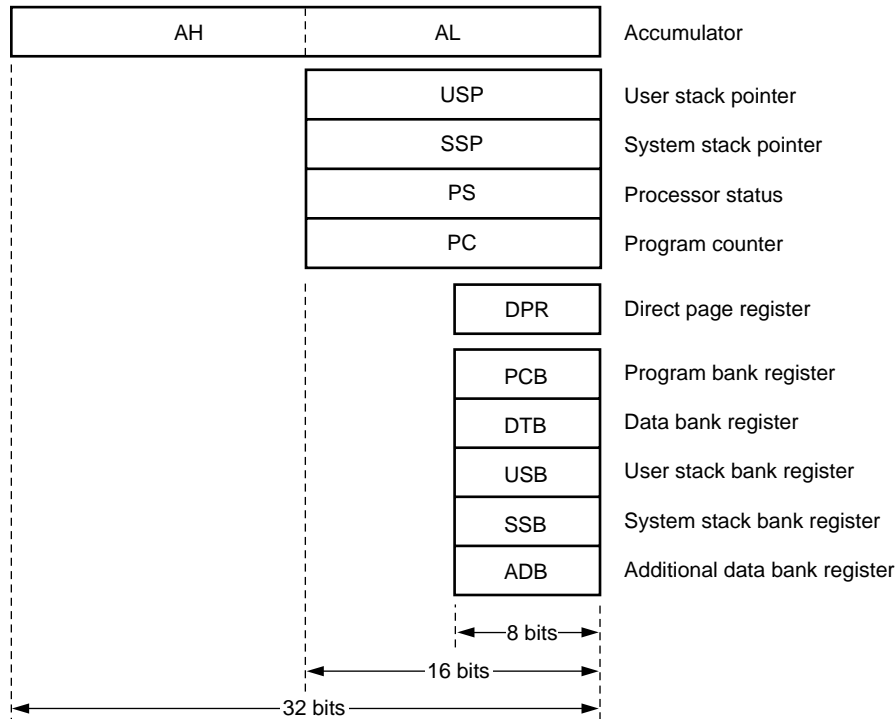 AH AL Accumulator
USP User stack pointer
SSP System stack pointer
PS Processor status
PC Program counter
DPR Direct page register
PCB Program bank register
DTB Data bank register
USB User stack bank register
SSB System stack bank register
ADB Additional data bank register
8 bits
16 bits
32 bits